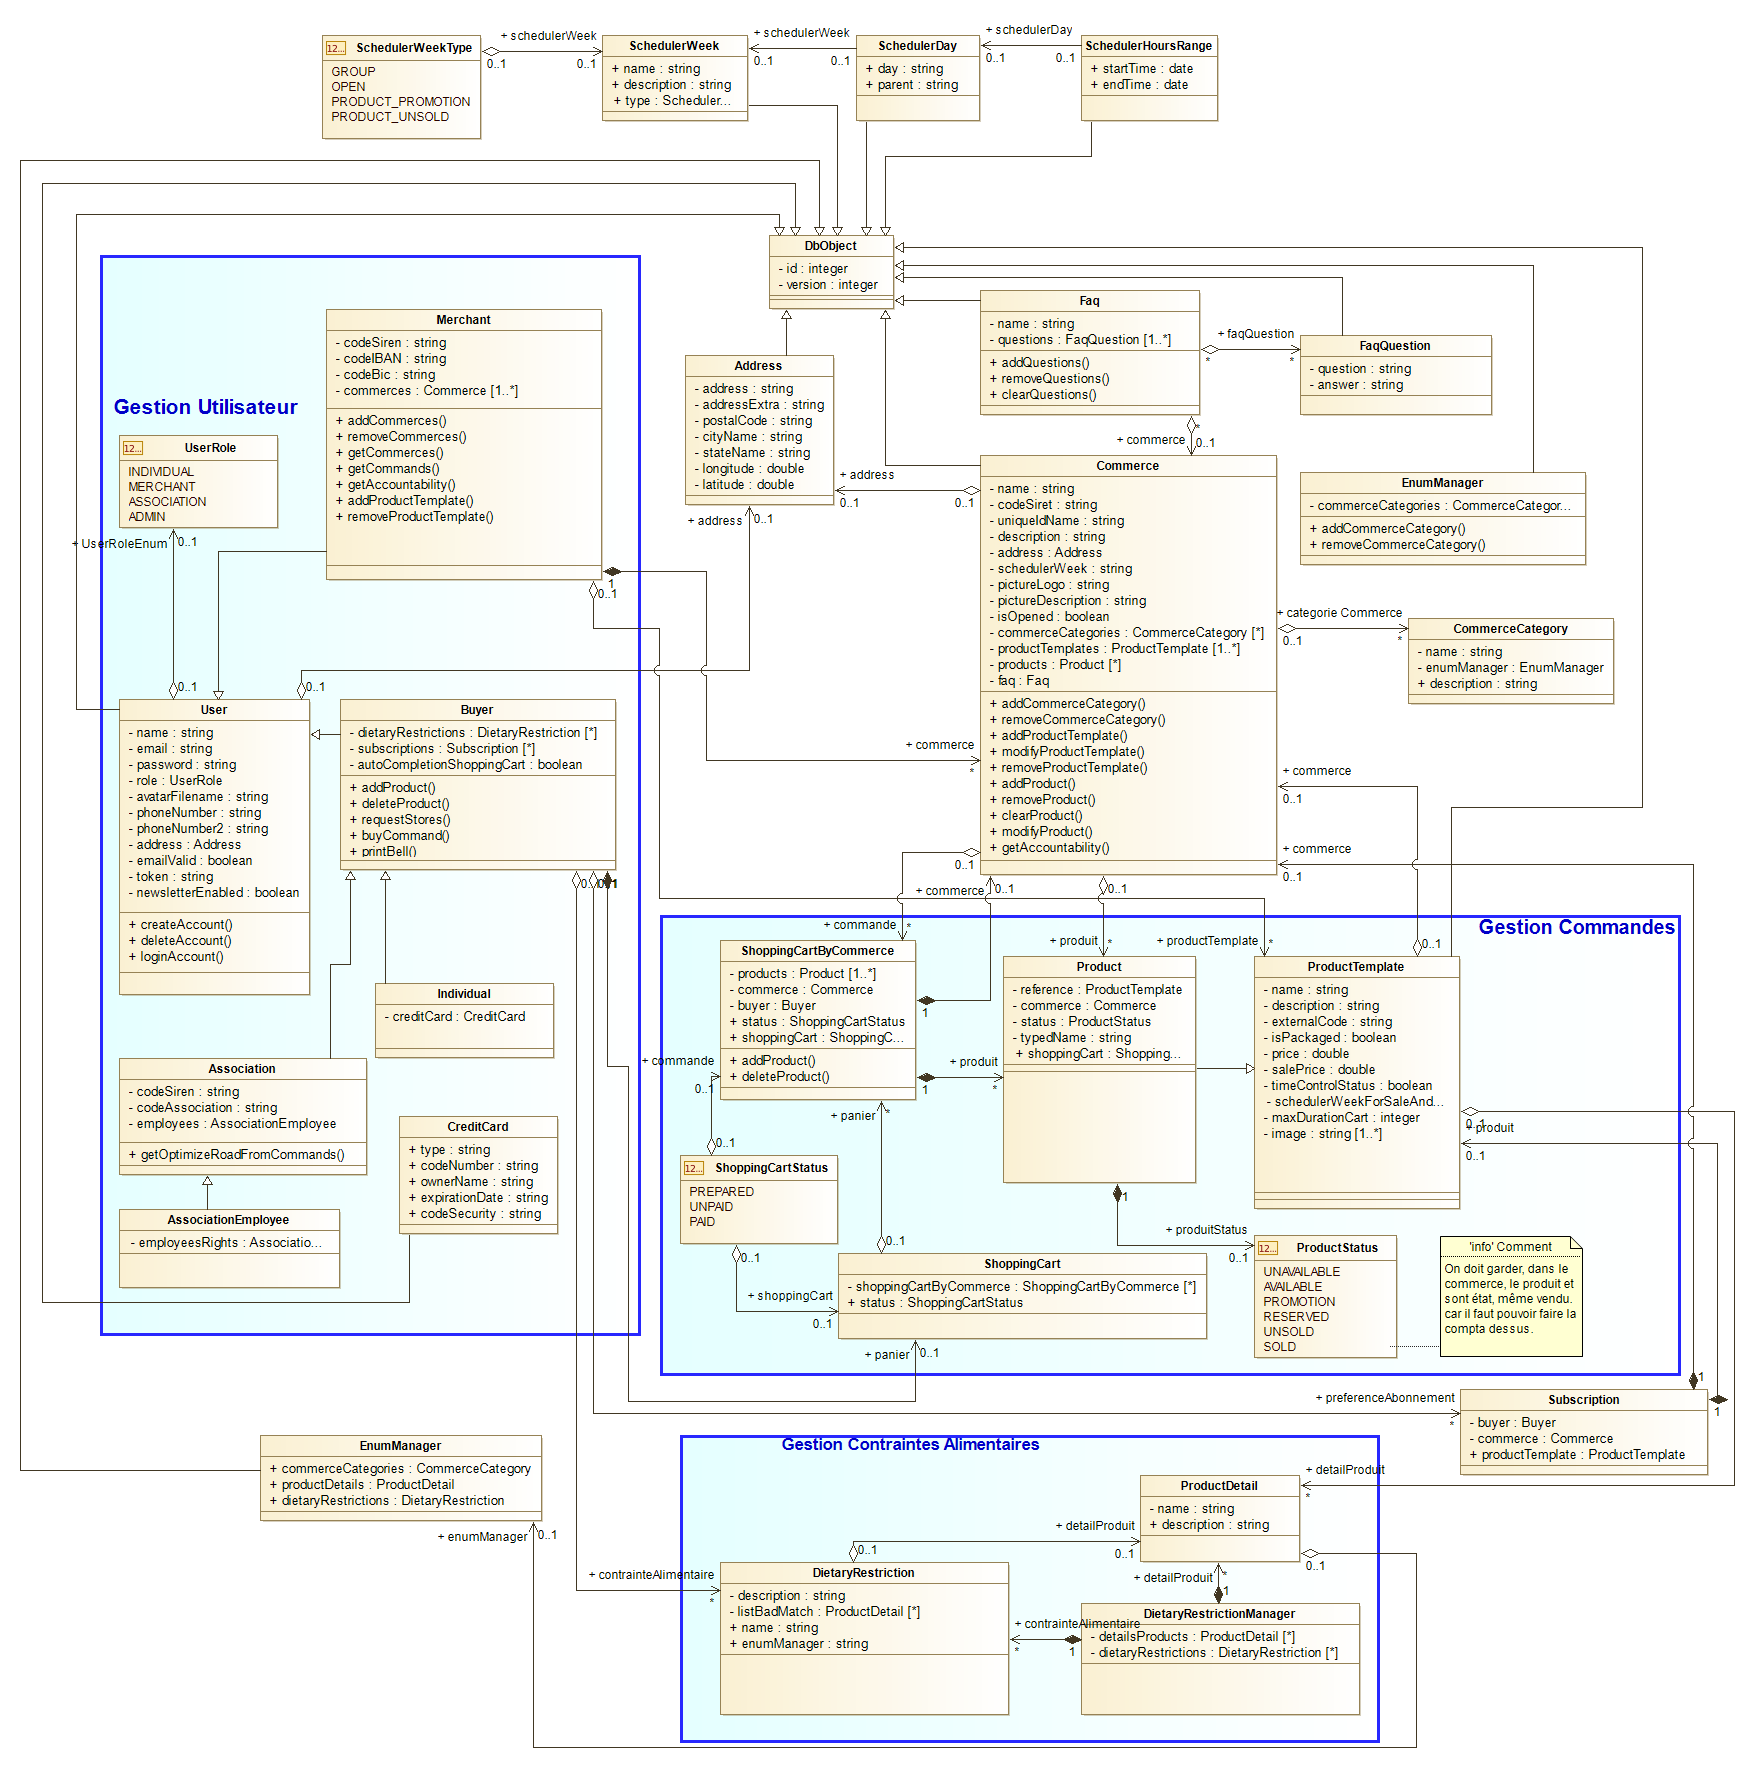 12... SchedulerWeekType
GROUP
OPEN
PRODUCT_PROMOTION
PRODUCT_UNSOLD
+ schedulerWeek
0..1
0..1
SchedulerWeek
+ name : string
+ description : string
+ type : Scheduler...
+ schedulerWeek
0..1
0..1
SchedulerDay
+ day : string
+ parent : string
+ schedulerDay
0..1
0..1
SchedulerHoursRange
+ startTime : date
+ endTime : date
DbObject
- id : integer
- version : integer
Gestion Utilisateur
Merchant
- codeSiren : string
- codeIBAN : string
- codeBic : string
- commerces : Commerce [1..*]
+ addCommerces()
+ removeCommerces()
+ getCommerces()
+ getCommands()
+ getAccountability()
+ addProductTemplate()
+ removeProductTemplate()
1
0..1
12... UserRole
INDIVIDUAL
MERCHANT
ASSOCIATION
ADMIN
+ UserRoleEnum
0..1
0..1
0..1
Address
- address : string
- addressExtra : string
- postalCode : string
- cityName : string
- stateName : string
- longitude : double
- latitude : double
+ address
0..1
+ address
0..1
0..1
Faq
- name : string
- questions : FaqQuestion [1..*]
+ addQuestions()
+ removeQuestions()
+ clearQuestions()
+ faqQuestion
*
*
FaqQuestion
- question : string
- answer : string
*
+ commerce
0..1
Commerce
- name : string
- codeSiret : string
- uniqueIdName : string
- description : string
- address : Address
- schedulerWeek : string
- pictureLogo : string
- pictureDescription : string
- isOpened : boolean
- commerceCategories : CommerceCategory [*]
- productTemplates : ProductTemplate [1..*]
- products : Product [*]
- faq : Faq
+ addCommerceCategory()
+ removeCommerceCategory()
+ addProductTemplate()
+ modifyProductTemplate()
+ removeProductTemplate()
+ addProduct()
+ removeProduct()
+ clearProduct()
+ modifyProduct()
+ getAccountability()
EnumManager
- commerceCategories : CommerceCategor...
+ addCommerceCategory()
+ removeCommerceCategory()
+ categorie Commerce
0..1
*
CommerceCategory
- name : string
- enumManager : EnumManager
+ description : string
User
- name : string
- email : string
- password : string
- role : UserRole
- avatarFilename : string
- phoneNumber : string
- phoneNumber2 : string
- address : Address
- emailValid : boolean
- token : string
- newsletterEnabled : boolean
+ createAccount()
+ deleteAccount()
+ loginAccount()
Buyer
- dietaryRestrictions : DietaryRestriction [*]
- subscriptions : Subscription [*]
- autoCompletionShoppingCart : boolean
+ addProduct()
+ deleteProduct()
+ requestStores()
+ buyCommand()
+ printBell()
+ commerce
*
+ commerce
0..1
+ commerce
0..1
0..1
+ commerce
0..1
0..1
Individual
- creditCard : CreditCard
Association
- codeSiren : string
- codeAssociation : string
- employees : AssociationEmployee
+ getOptimizeRoadFromCommands()
CreditCard
+ type : string
+ codeNumber : string
+ ownerName : string
+ expirationDate : string
+ codeSecurity : string
AssociationEmployee
- employeesRights : Associatio...
Gestion Commandes
+ commande
*
ShoppingCartByCommerce
- products : Product [1..*]
- commerce : Commerce
- buyer : Buyer
+ status : ShoppingCartStatus
+ shoppingCart : ShoppingC...
+ addProduct()
+ deleteProduct()
1
1
+ produit
*
+ produit
*
Product
- reference : ProductTemplate
- commerce : Commerce
- status : ProductStatus
- typedName : string
+ shoppingCart : Shopping...
+ productTemplate
*
0..1
ProductTemplate
- name : string
- description : string
- externalCode : string
- isPackaged : boolean
- price : double
- salePrice : double
- timeControlStatus : boolean
- schedulerWeekForSaleAnd...
- maxDurationCart : integer
- image : string [1..*]
0..1
+ produit
0..1
+ commande
0..1
0..1
+ panier
*
12... ShoppingCartStatus
PREPARED
UNPAID
PAID
0..1
0..1
+ shoppingCart
0..1
ShoppingCart
- shoppingCartByCommerce : ShoppingCartByCommerce [*]
+ status : ShoppingCartStatus
+ panier
0..1
1
+ produitStatus
0..1
12... ProductStatus
UNAVAILABLE
AVAILABLE
PROMOTION
RESERVED
UNSOLD
SOLD
'info' Comment
On doit garder, dans le
commerce, le produit et
sont état, même vendu.
car il faut pouvoir faire la
compta dessus.
+ preferenceAbonnement
*
1
1
Subscription
- buyer : Buyer
- commerce : Commerce
+ productTemplate : ProductTemplate
EnumManager
+ commerceCategories : CommerceCategory
+ productDetails : ProductDetail
+ dietaryRestrictions : DietaryRestriction
+ enumManager
0..1
Gestion Contraintes Alimentaires
+ detailProduit
*
ProductDetail
- name : string
+ description : string
0..1
+ detailProduit
0..1
0..1
+ contrainteAlimentaire
*
DietaryRestriction
- description : string
- listBadMatch : ProductDetail [*]
+ name : string
+ enumManager : string
+ detailProduit
*
1
+ contrainteAlimentaire
*
1
DietaryRestrictionManager
- detailsProducts : ProductDetail [*]
- dietaryRestrictions : DietaryRestriction [*]